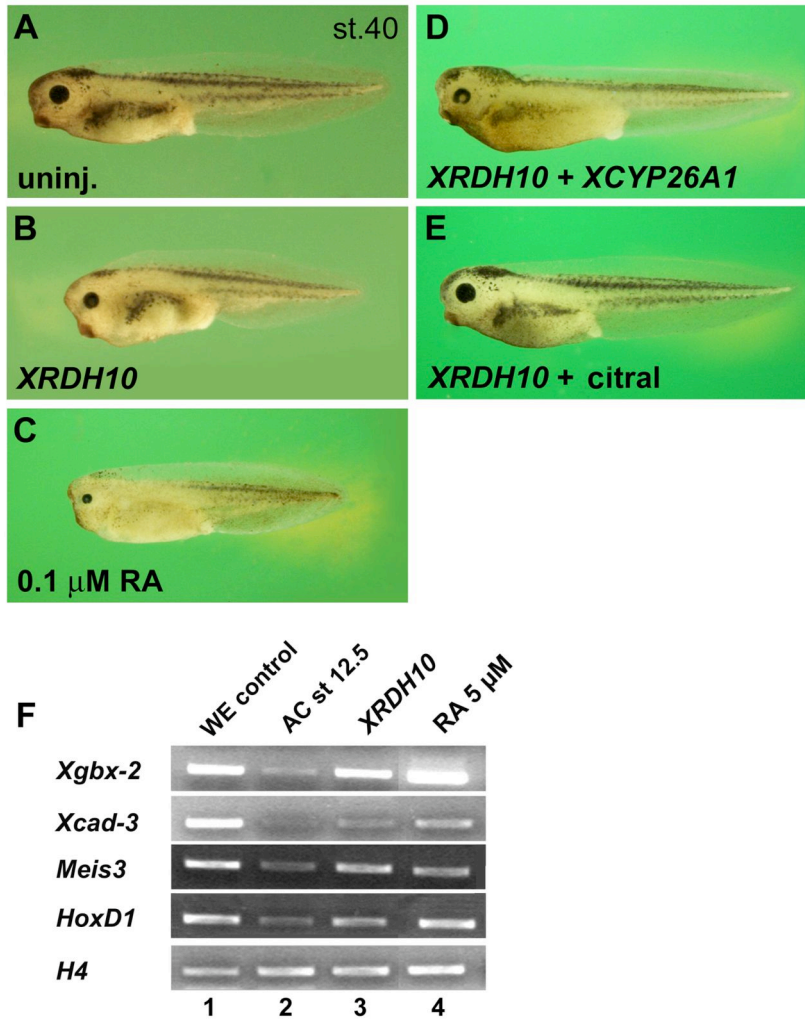 A
st.40
uninj.
B
XRDH10
C
0.1 μM RA
D
XRDH10 + XCYP26A1
E
XRDH10 + citral
F
WE control
AC st 12.5
XRDH10
RA 5 μM
Xgbx-2
Xcad-3
Meis3
HoxD1
H4
1 2 3 4